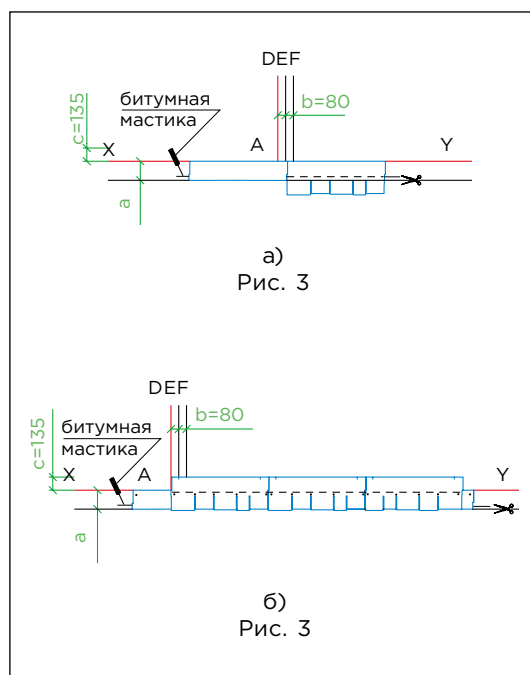 DEF
битумная
мастика
b=80
c=135
X
A
Y
a
а)
Рис. 3
DEF
битумная
мастика
b=80
c=135
X
A
Y
a
б)
Рис. 3